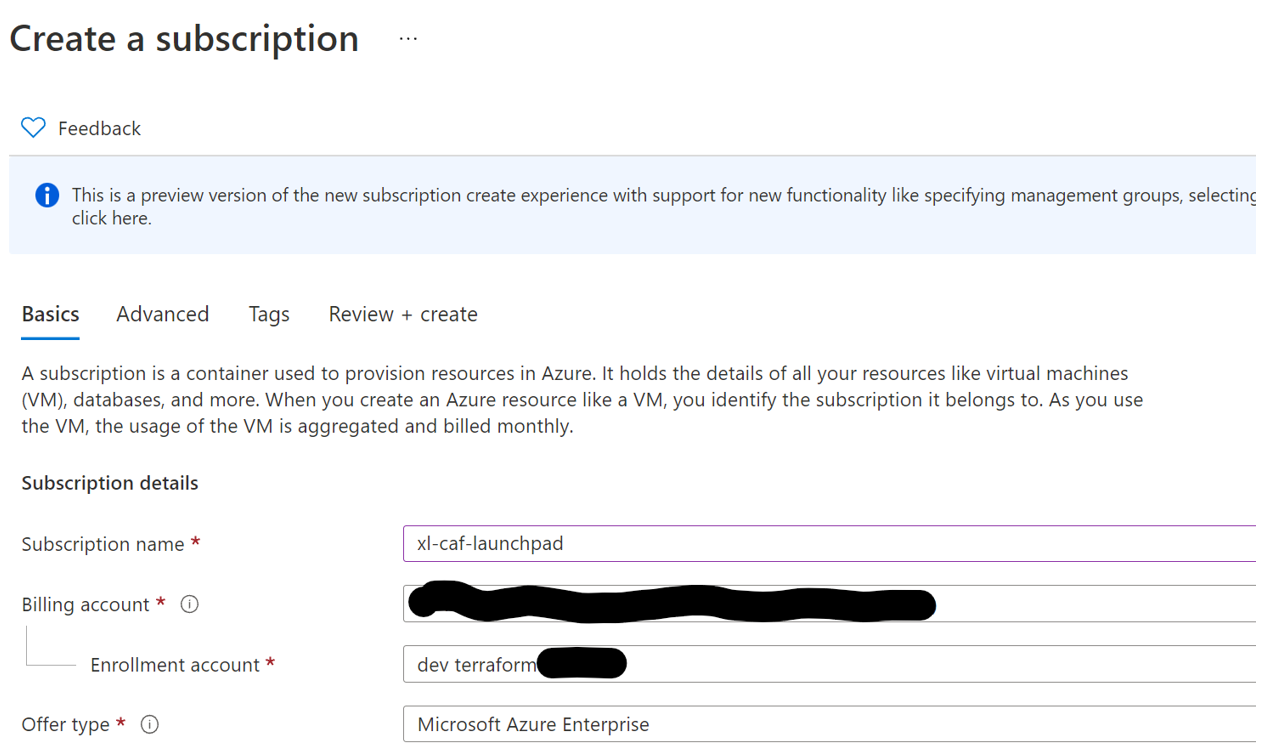 Create a subscription ...
Feedback
This is a preview version of the new subscription create experience with support for new functionality like specifying management groups, selecting
click here.
Basics Advanced Tags Review + create
A subscription is a container used to provision resources in Azure. It holds the details of all your resources like virtual machines
(VM), databases, and more. When you create an Azure resource like a VM, you identify the subscription it belongs to. As you use
the VM, the usage of the VM is aggregated and billed monthly.
Subscription details
Subscription name * xl-caf-launchpad
Billing account *
Enrollment account * dev terraform
Offer type * Microsoft Azure Enterprise